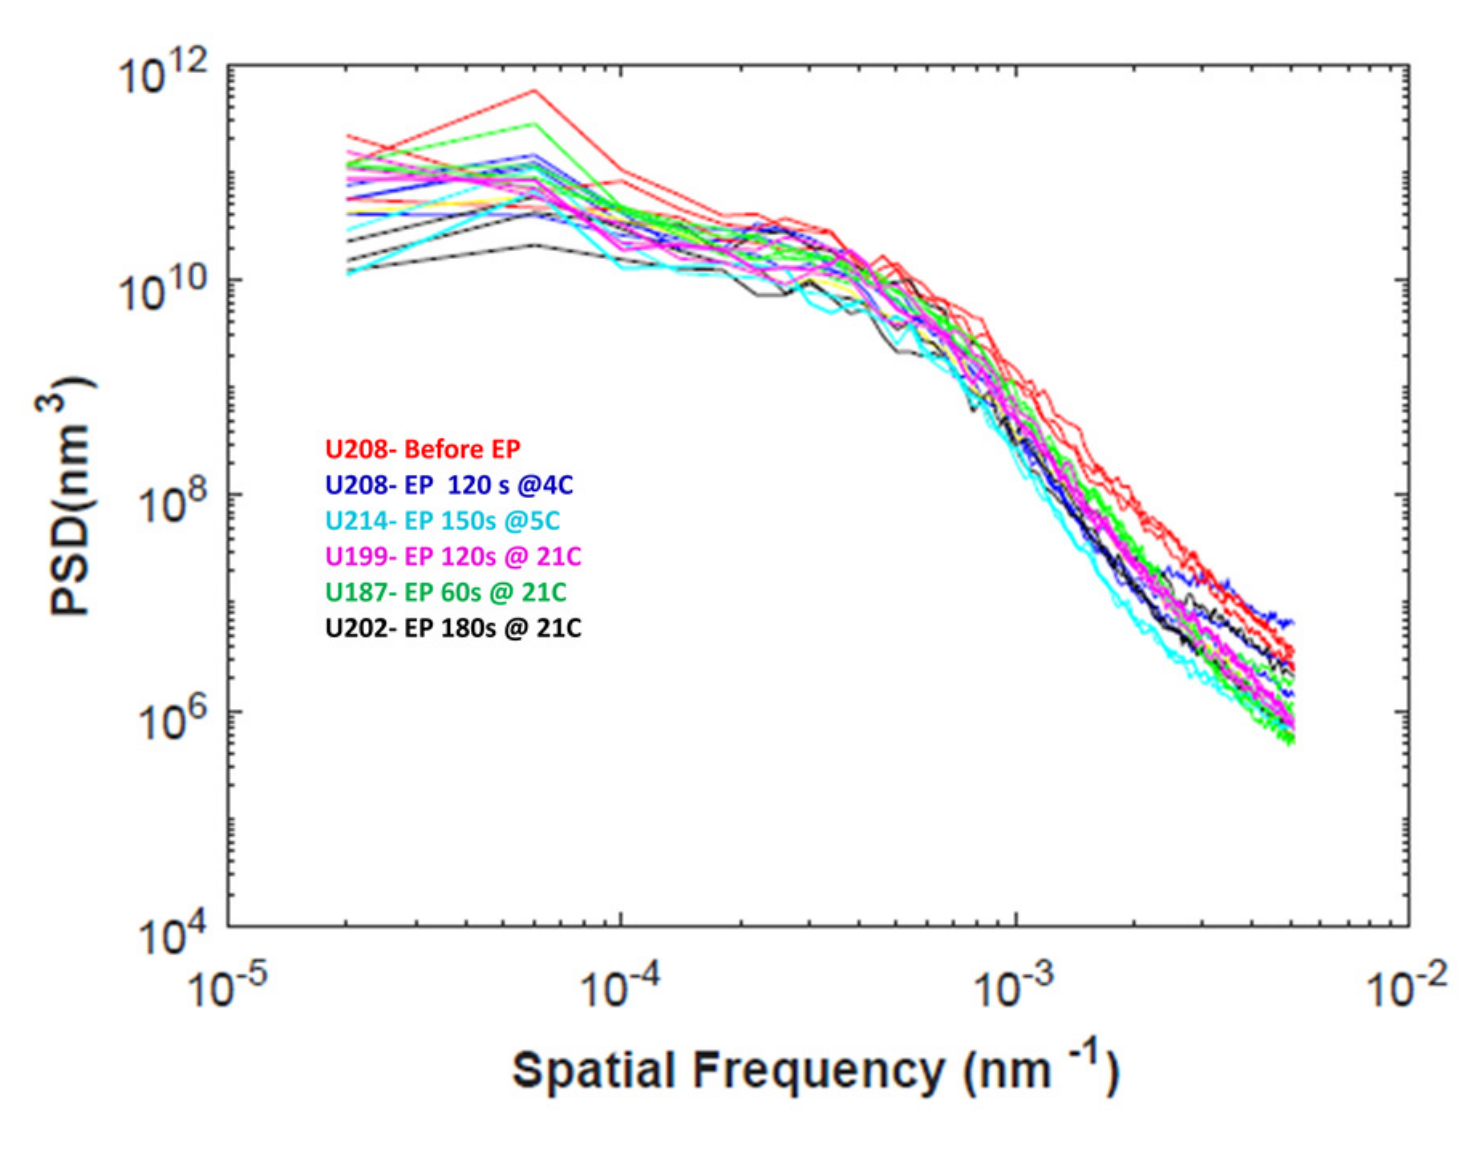 10^12
10^10
10^8
10^6
10^4
PSD(nm^3)
U208- Before EP
U208- EP  120 s @4C
U214- EP 150s @5C
U199- EP 120s @ 21C
U187- EP 60s @ 21C
U202- EP 180s @ 21C
10^-5 10^-4 10^-3 10^-2
Spatial Frequency (nm ^-1)